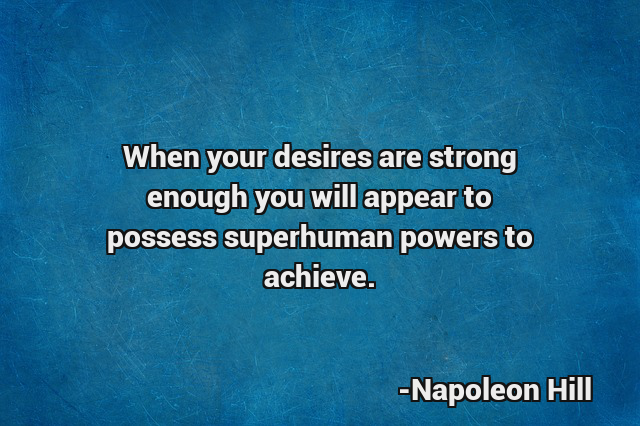 When your desires are strong
enough you will appear to
possess superhuman powers to
achieve.
-Napoleon Hill